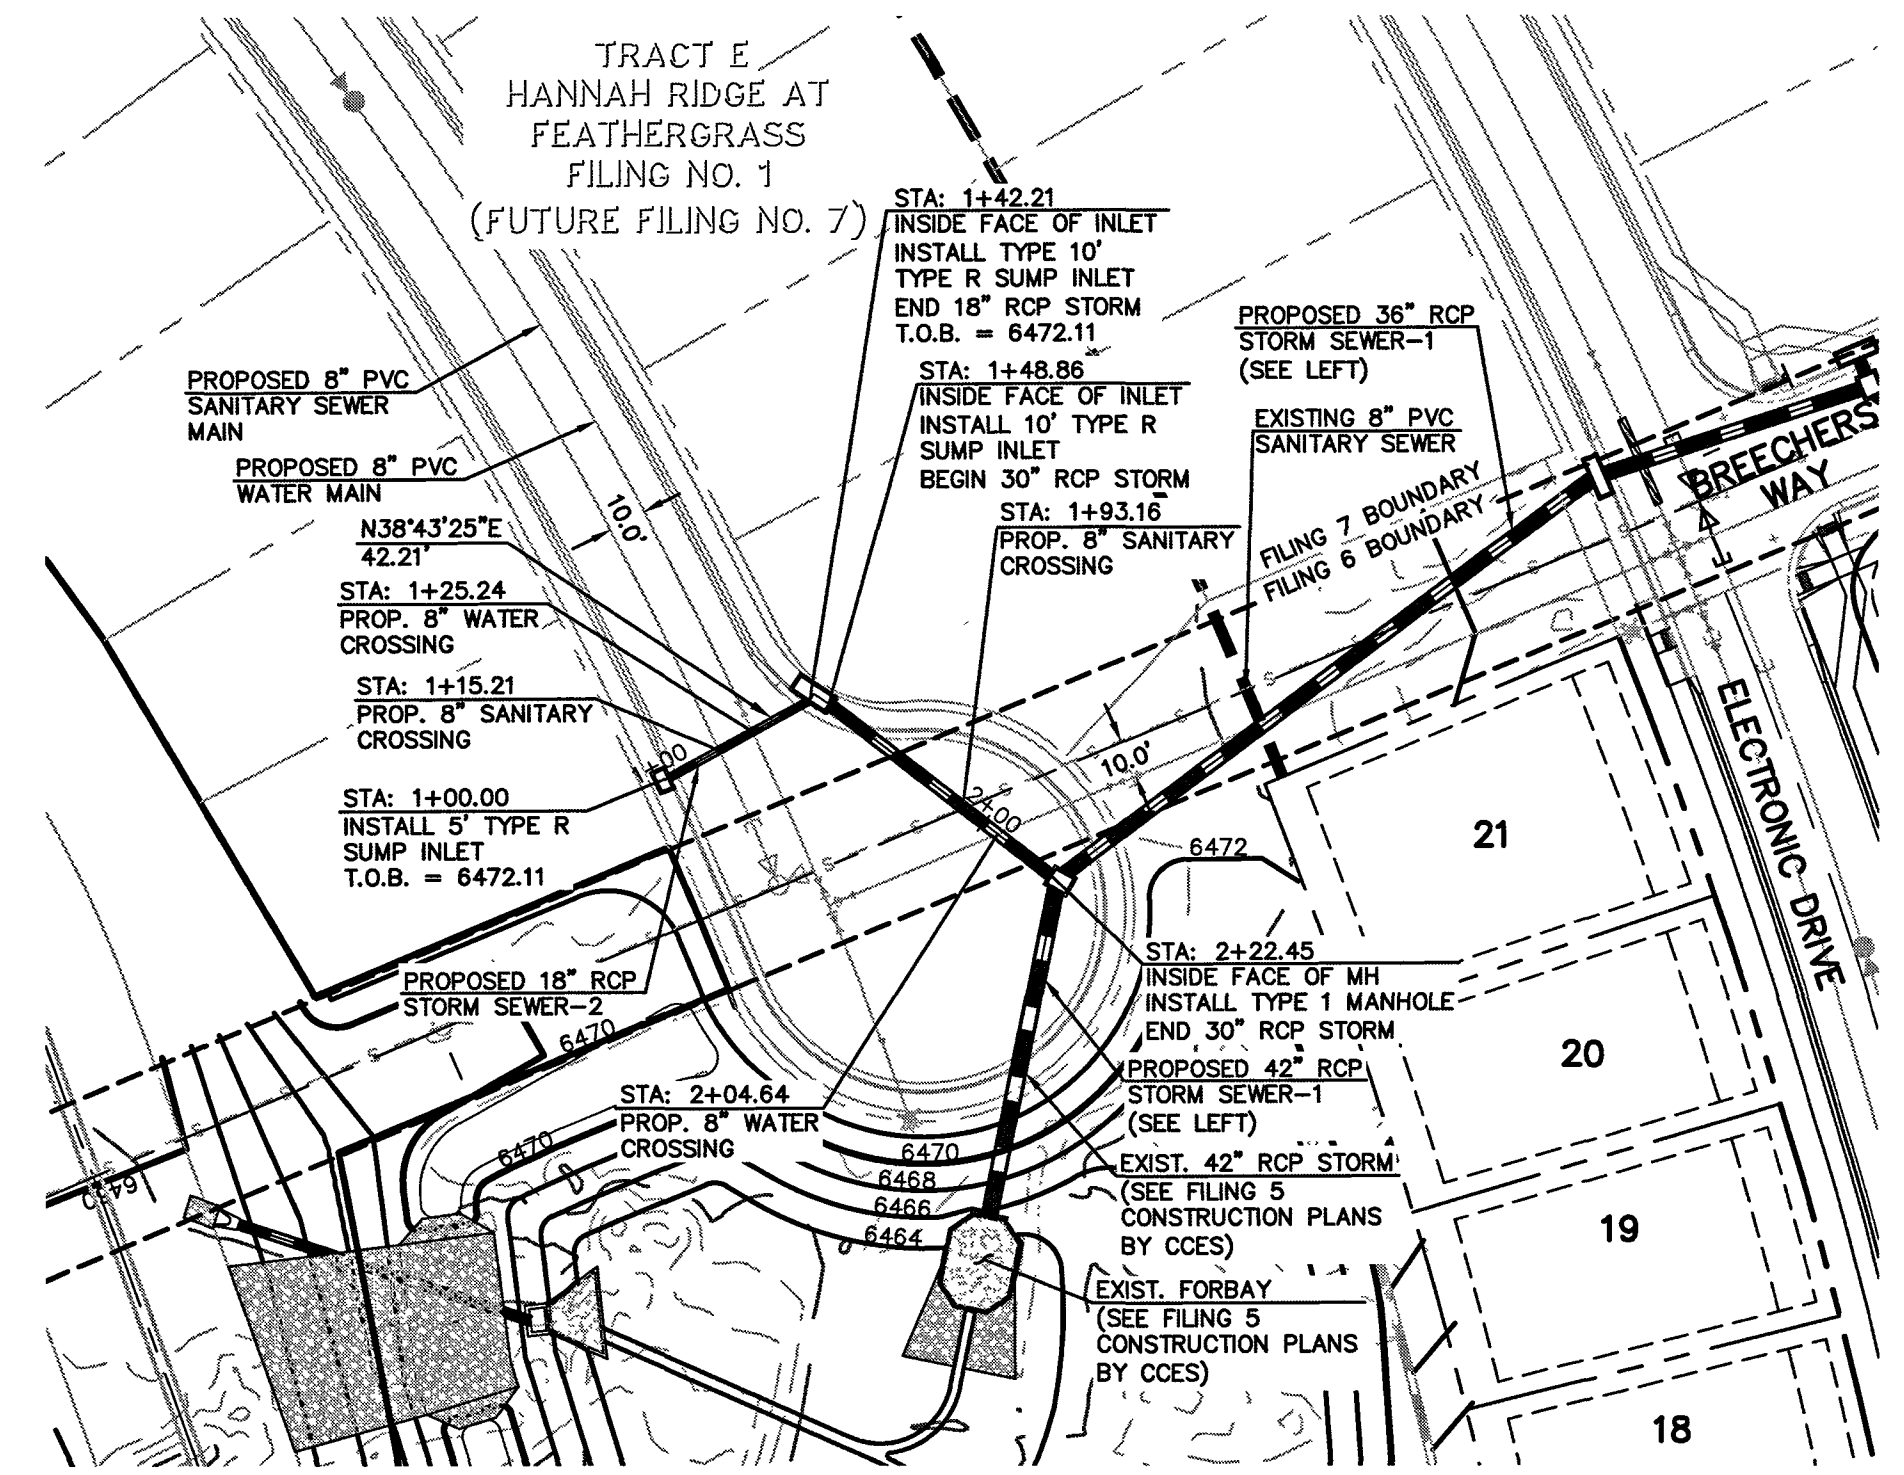 TRACT E
HANNAH RIDGE AT
FEATHERGRASS
FILING NO. 1
(FUTURE FILING NO. 7)
STA: 1+42.21
INSIDE FACE OF INLET
INSTALL TYPE 10'
TYPE R SUMP INLET
END 18" RCP STORM
T.O.B. = 6472.11
STA: 1+48.86
INSIDE FACE OF INLET
INSTALL 10' TYPE R
SUMP INLET
BEGIN 30" RCP STORM
STA: 1+93.16
PROP. 8" SANITARY
CROSSING
PROPOSED 36" RCP
STORM SEWER-1
(SEE LEFT)
EXISTING 8" PVC
SANITARY SEWER
FILING 7 BOUNDARY
FILING 6 BOUNDARY
BREECHERS
WAY
ELECTRONIC DRIVE
PROPOSED 8" PVC
SANITARY SEWER
MAIN
PROPOSED 8" PVC
WATER MAIN
10.0'
N38°43'25"E
42.21'
STA: 1+25.24
PROP. 8" WATER
CROSSING
STA: 1+15.21
PROP. 8" SANITARY
CROSSING
STA: 1+00.00
INSTALL 5' TYPE R
SUMP INLET
T.O.B. = 6472.11
2+00
10.0'
6472
21
20
19
18
PROPOSED 18" RCP
STORM SEWER-2
6470
STA: 2+04.64
PROP. 8" WATER
CROSSING
6470
STA: 2+22.45
INSIDE FACE OF MH
INSTALL TYPE 1 MANHOLE
END 30" RCP STORM
PROPOSED 42" RCP
STORM SEWER-1
(SEE LEFT)
EXIST. 42" RCP STORM
(SEE FILING 5
CONSTRUCTION PLANS
BY CCES)
EXIST. FORBAY
(SEE FILING 5
CONSTRUCTION PLANS
BY CCES)
6470
6468
6466
6464